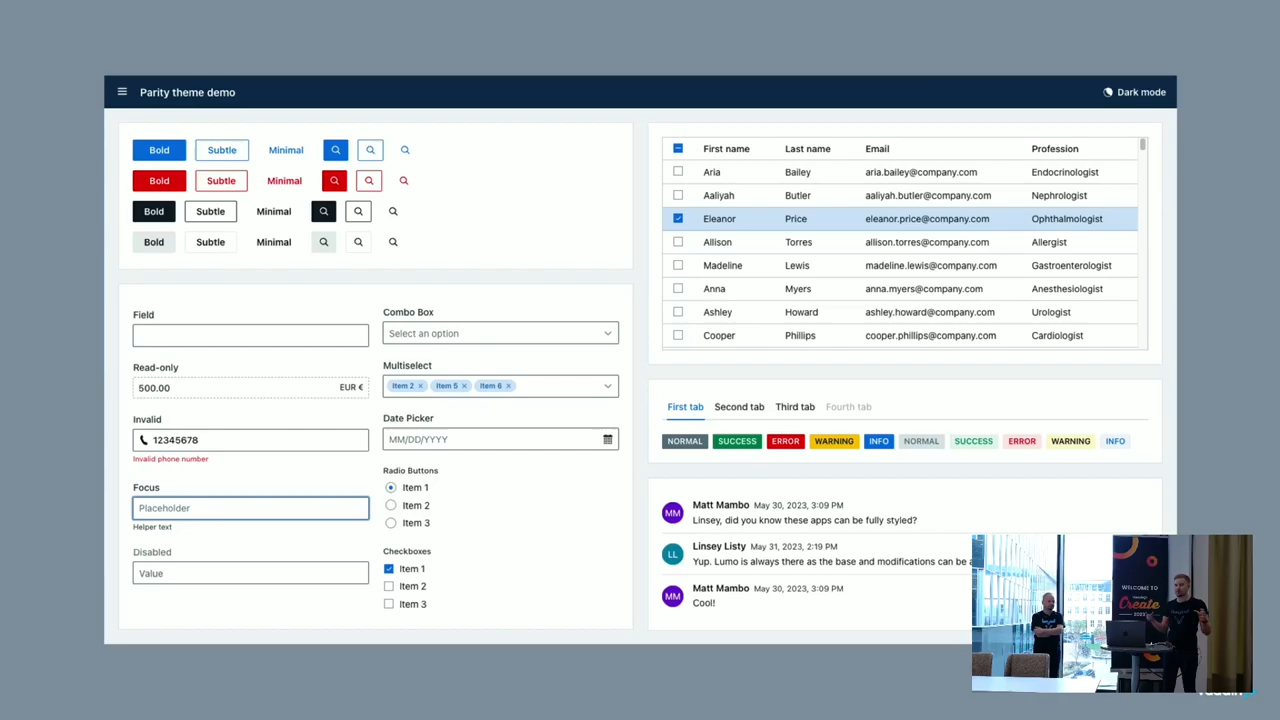 Parity theme demo
Dark mode
Bold Subtle Minimal
Bold Subtle Minimal
Bold Subtle Minimal
Bold Subtle Minimal
Field
Read-only
500.00 EUR €
Invalid
12345678
Invalid phone number
Focus
Placeholder
Helper text
Disabled
Value
Combo Box
Select an option
Multiselect
Item 2 × Item 5 × Item 6 ×
Date Picker
MM/DD/YYYY
Radio Buttons
Item 1
Item 2
Item 3
Checkboxes
Item 1
Item 2
Item 3
First name Last name Email Profession
Aria Bailey aria.bailey@company.com Endocrinologist
Aaliyah Butler aaliyah.butler@company.com Nephrologist
Eleanor Price eleanor.price@company.com Ophthalmologist
Allison Torres allison.torres@company.com Allergist
Madeline Lewis madeline.lewis@company.com Gastroenterologist
Anna Myers anna.myers@company.com Anesthesiologist
Ashley Howard ashley.howard@company.com Urologist
Cooper Phillips cooper.phillips@company.com Cardiologist
First tab Second tab Third tab Fourth tab
NORMAL SUCCESS ERROR WARNING INFO NORMAL SUCCESS ERROR WARNING INFO
MM Matt Mambo May 30, 2023, 3:09 PM
Linsey, did you know these apps can be fully styled?
LL Linsey Listy May 31, 2023, 2:19 PM
Yup. Lumo is always there as the base and modifications can be
MM Matt Mambo May 30, 2023, 3:09 PM
Cool!
WELCOME TO
Create